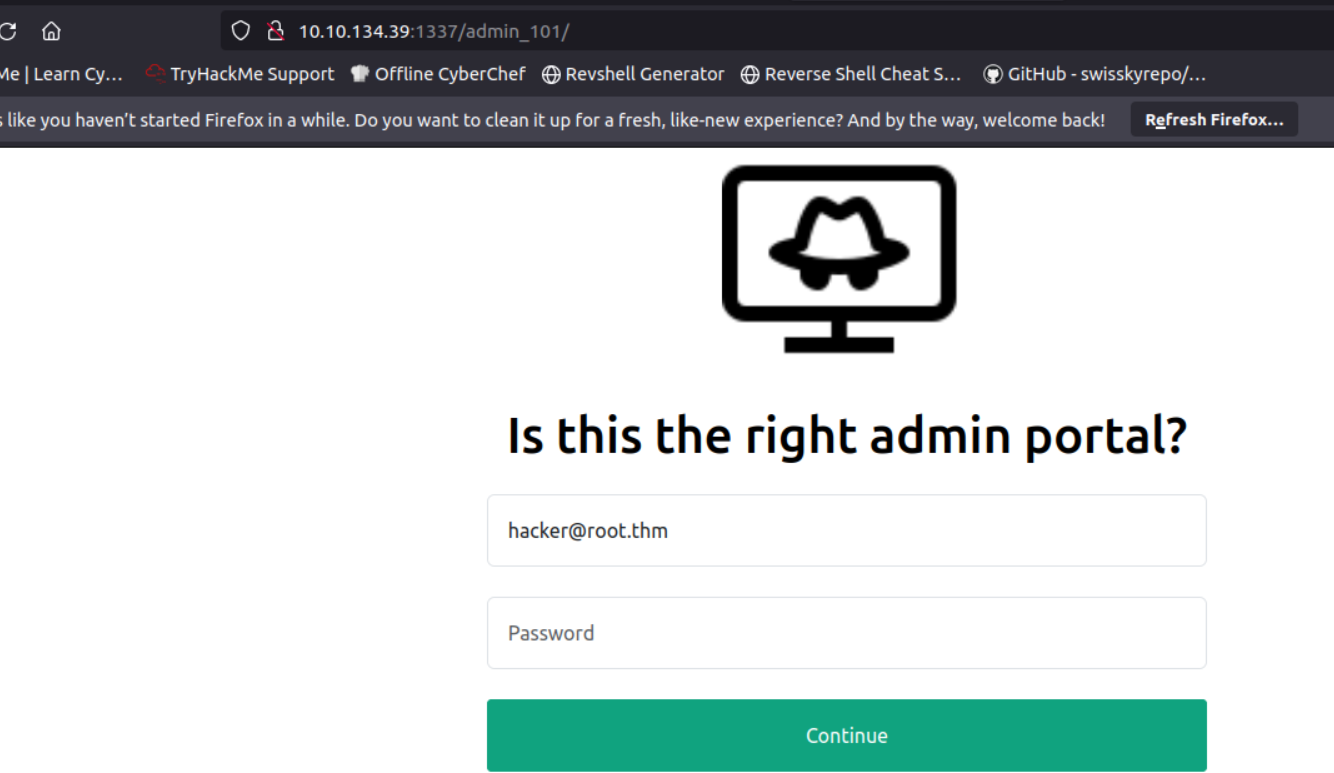 10.10.134.39:1337/admin_101/
Me | Learn Cy… TryHackMe Support Offline CyberChef Revshell Generator Reverse Shell Cheat S… GitHub - swisskyrepo/…
s like you haven't started Firefox in a while. Do you want to clean it up for a fresh, like-new experience? And by the way, welcome back! Refresh Firefox…
Is this the right admin portal?
hacker@root.thm
Password
Continue